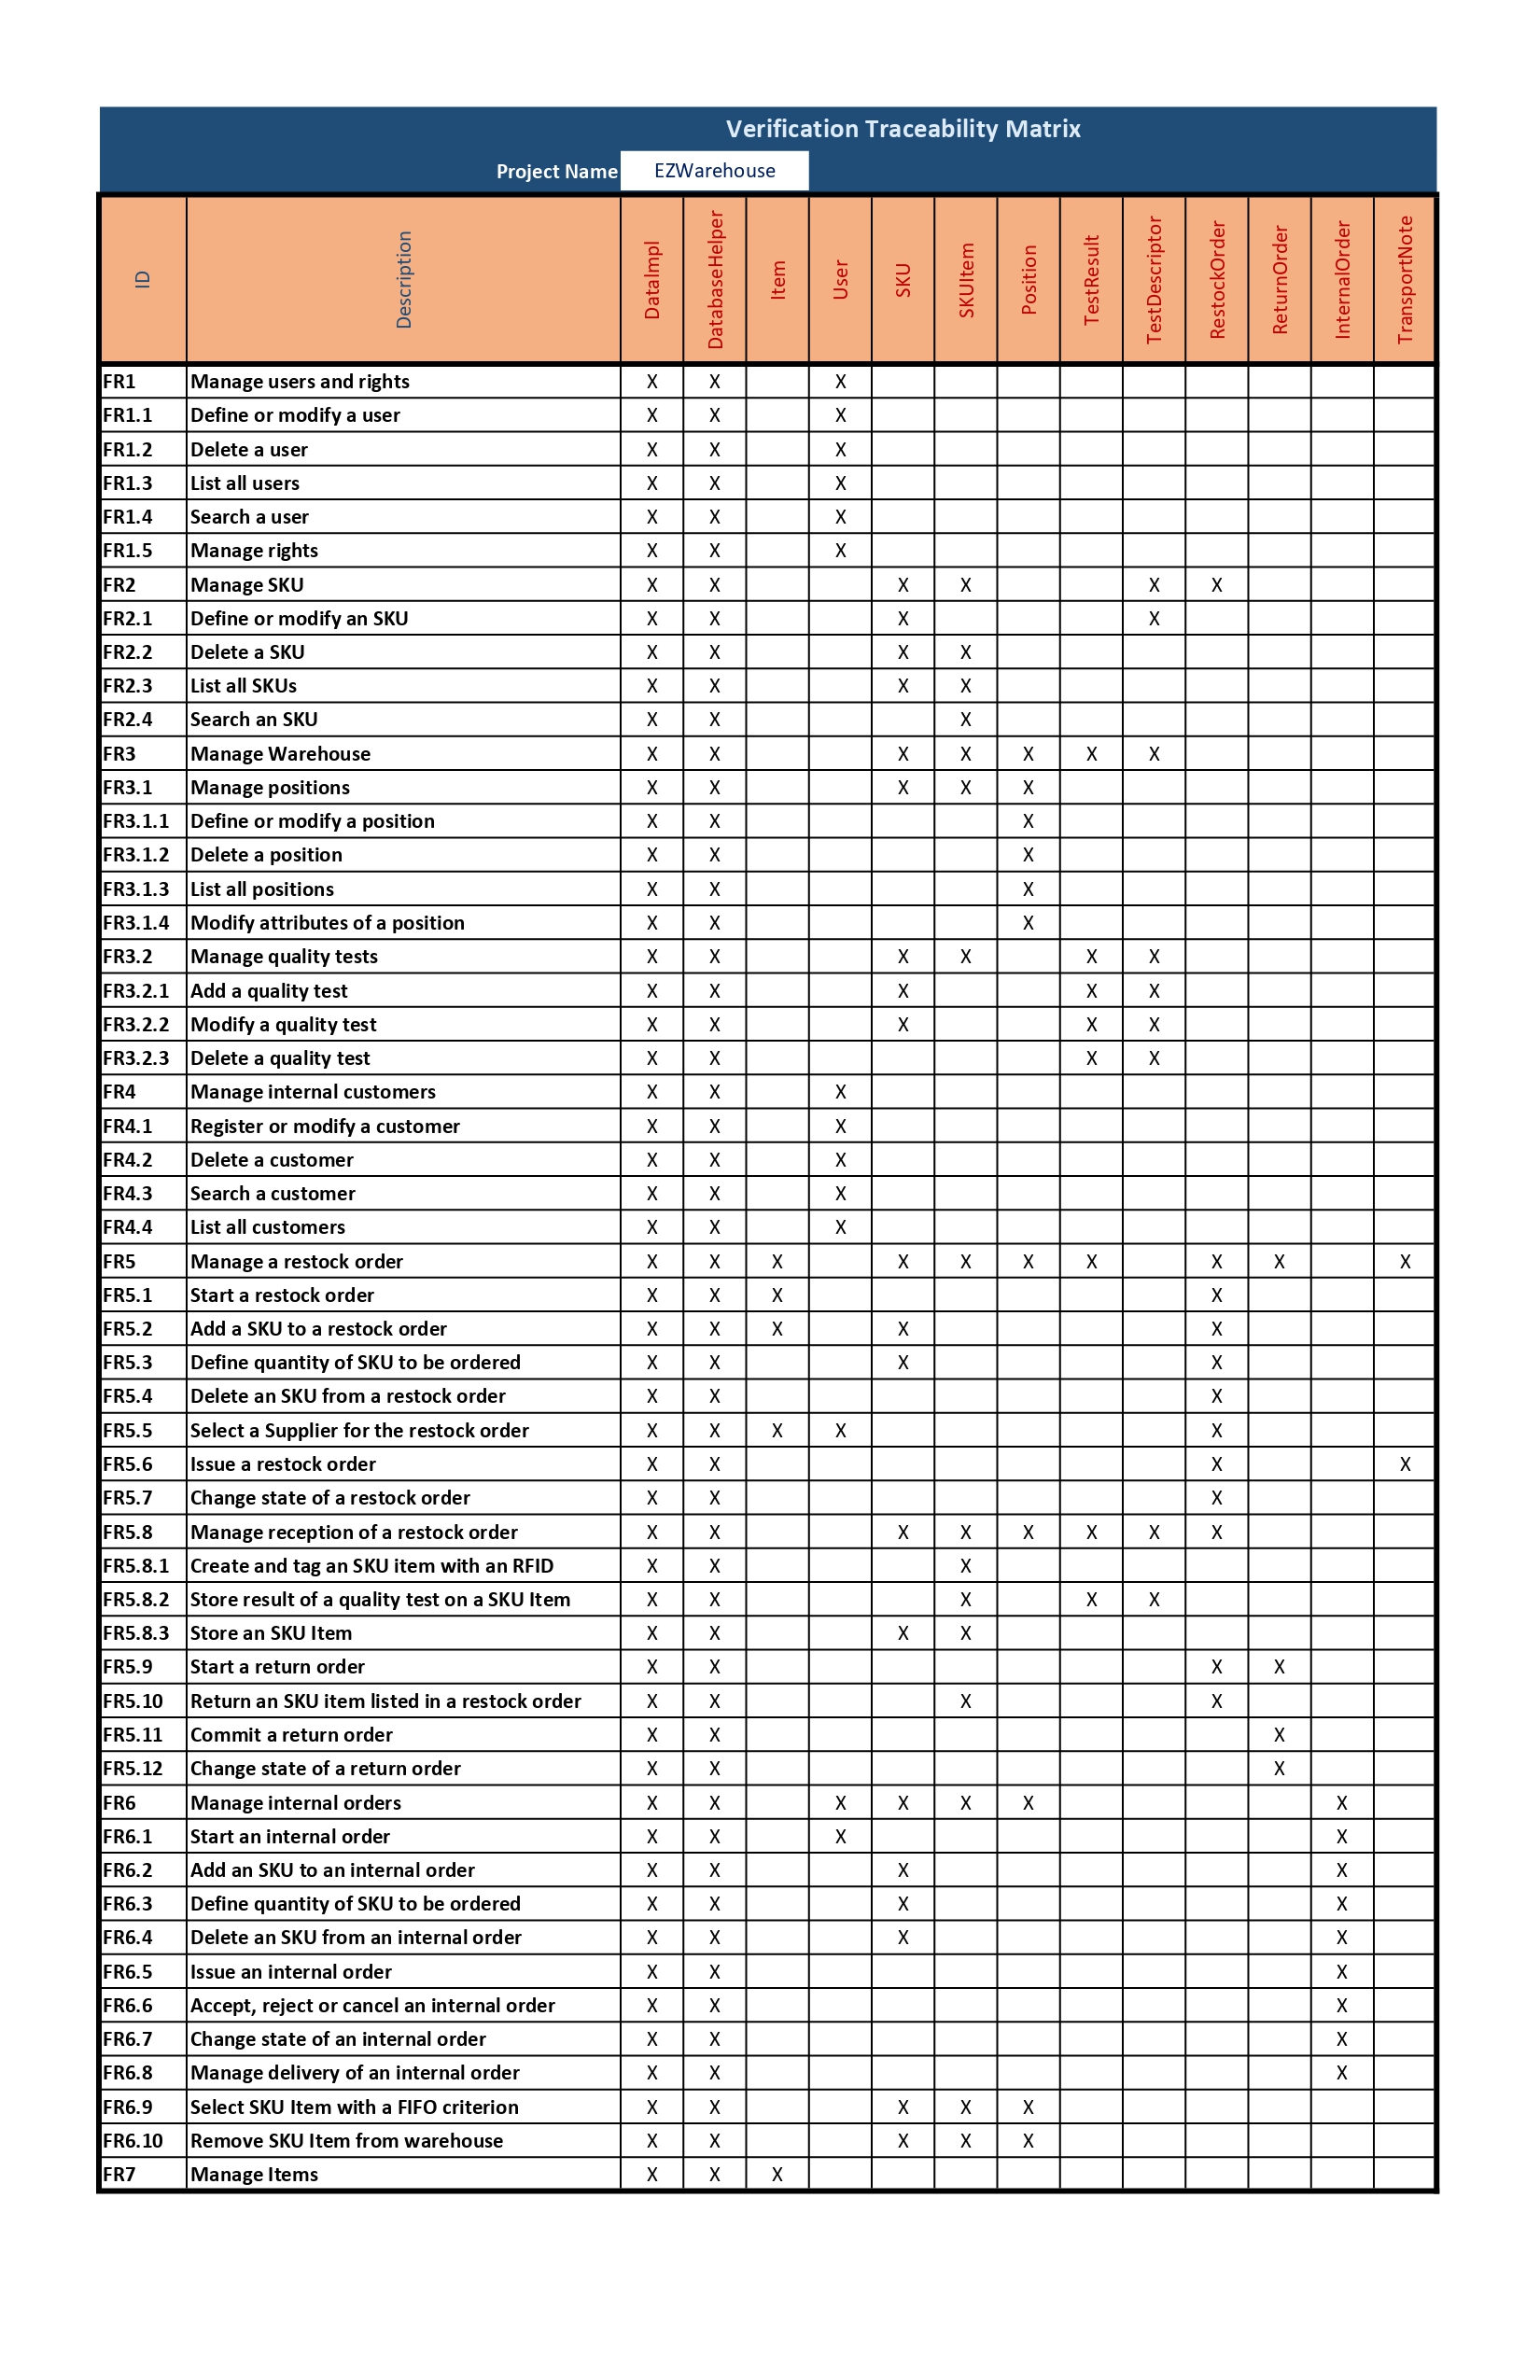 Verification Traceability Matrix
Project Name EZWarehouse
ID Description DataImpl DatabaseHelper Item User SKU SKUItem Position TestResult TestDescriptor RestockOrder ReturnOrder InternalOrder TransportNote
FR1 Manage users and rights X X X
FR1.1 Define or modify a user X X X
FR1.2 Delete a user X X X
FR1.3 List all users X X X
FR1.4 Search a user X X X
FR1.5 Manage rights X X X
FR2 Manage SKU X X X X X X
FR2.1 Define or modify an SKU X X X X
FR2.2 Delete a SKU X X X X
FR2.3 List all SKUs X X X X
FR2.4 Search an SKU X X X
FR3 Manage Warehouse X X X X X X X
FR3.1 Manage positions X X X X X
FR3.1.1 Define or modify a position X X X
FR3.1.2 Delete a position X X X
FR3.1.3 List all positions X X X
FR3.1.4 Modify attributes of a position X X X
FR3.2 Manage quality tests X X X X X X
FR3.2.1 Add a quality test X X X X X
FR3.2.2 Modify a quality test X X X X X
FR3.2.3 Delete a quality test X X X X
FR4 Manage internal customers X X X
FR4.1 Register or modify a customer X X X
FR4.2 Delete a customer X X X
FR4.3 Search a customer X X X
FR4.4 List all customers X X X
FR5 Manage a restock order X X X X X X X X X X
FR5.1 Start a restock order X X X X
FR5.2 Add a SKU to a restock order X X X X X
FR5.3 Define quantity of SKU to be ordered X X X X
FR5.4 Delete an SKU from a restock order X X X
FR5.5 Select a Supplier for the restock order X X X X X
FR5.6 Issue a restock order X X X X
FR5.7 Change state of a restock order X X X
FR5.8 Manage reception of a restock order X X X X X X X X
FR5.8.1 Create and tag an SKU item with an RFID X X X
FR5.8.2 Store result of a quality test on a SKU Item X X X X X
FR5.8.3 Store an SKU Item X X X X
FR5.9 Start a return order X X X X
FR5.10 Return an SKU item listed in a restock order X X X X
FR5.11 Commit a return order X X X
FR5.12 Change state of a return order X X X
FR6 Manage internal orders X X X X X X X
FR6.1 Start an internal order X X X X
FR6.2 Add an SKU to an internal order X X X X
FR6.3 Define quantity of SKU to be ordered X X X X
FR6.4 Delete an SKU from an internal order X X X X
FR6.5 Issue an internal order X X X
FR6.6 Accept, reject or cancel an internal order X X X
FR6.7 Change state of an internal order X X X
FR6.8 Manage delivery of an internal order X X X
FR6.9 Select SKU Item with a FIFO criterion X X X X X
FR6.10 Remove SKU Item from warehouse X X X X X
FR7 Manage Items X X X